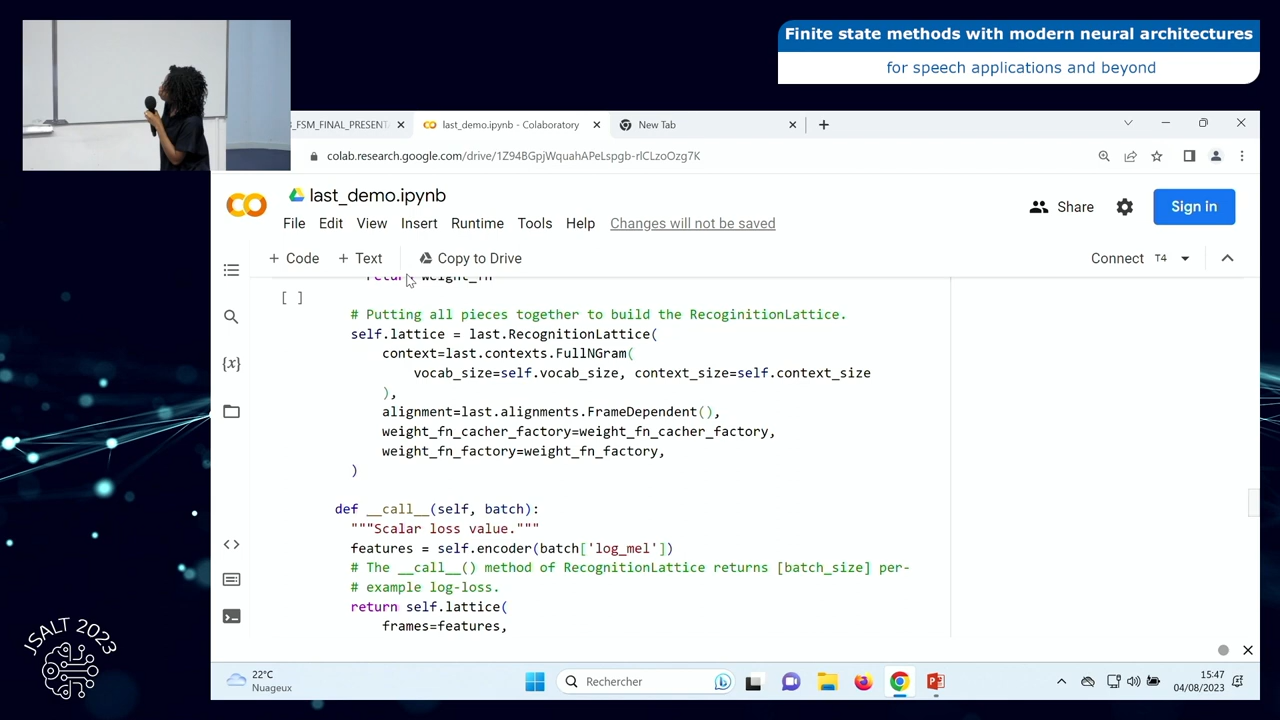 Finite state methods with modern neural architectures
for speech applications and beyond
_FSM_FINAL_PRESENT
last_demo.ipynb - Colaboratory
New Tab
colab.research.google.com/drive/1Z94BGpjWquahAPeLspgb-rICLzoOzg7K
last_demo.ipynb
File Edit View Insert Runtime Tools Help Changes will not be saved
Share
Sign in
+ Code + Text Copy to Drive
Connect T4
return weight_fn
[ ]
# Putting all pieces together to build the RecoginitionLattice.
self.lattice = last.RecognitionLattice(
context=last.contexts.FullNGram(
vocab_size=self.vocab_size, context_size=self.context_size
),
alignment=last.alignments.FrameDependent(),
weight_fn_cacher_factory=weight_fn_cacher_factory,
weight_fn_factory=weight_fn_factory,
)
def __call__(self, batch):
"""Scalar loss value."""
features = self.encoder(batch['log_mel'])
# The __call__() method of RecognitionLattice returns [batch_size] per-
# example log-loss.
return self.lattice(
frames=features,
JSALT 2023
22°C
Nuageux
Rechercher
15:47
04/08/2023